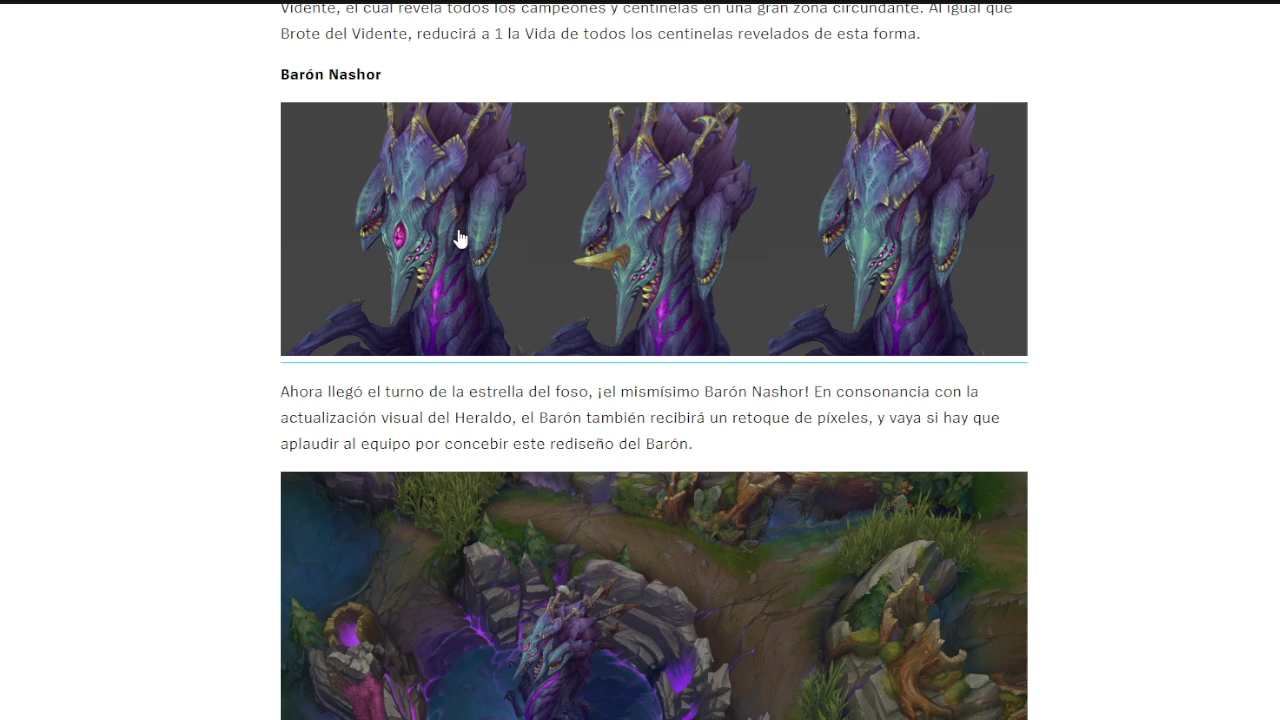 Vidente, el cual revela todos los campeones y centinelas en una gran zona circundante. Al igual que
Brote del Vidente, reducirá a 1 la Vida de todos los centinelas revelados de esta forma.
Barón Nashor
Ahora llegó el turno de la estrella del foso, ¡el mismísimo Barón Nashor! En consonancia con la
actualización visual del Heraldo, el Barón también recibirá un retoque de píxeles, y vaya si hay que
aplaudir al equipo por concebir este rediseño del Barón.